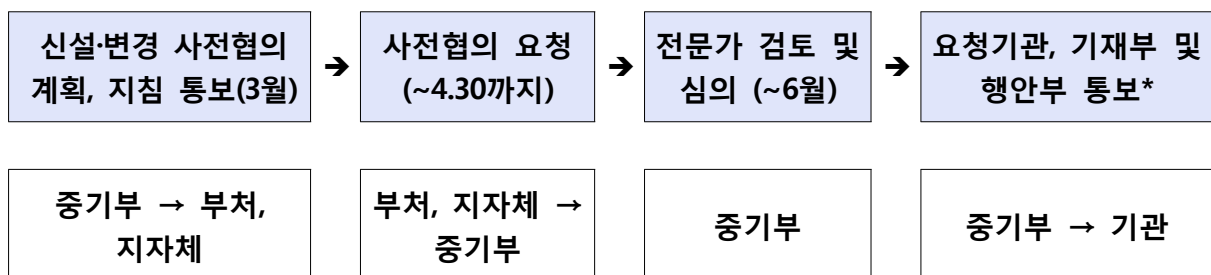 신설·변경 사전협의
계획, 지침 통보(3월)
➔
사전협의 요청
(~4.30까지)
➔
전문가 검토 및
심의 (~6월)
➔
요청기관, 기재부 및
행안부 통보*
중기부 → 부처,
지자체
부처, 지자체 →
중기부
중기부
중기부 → 기관